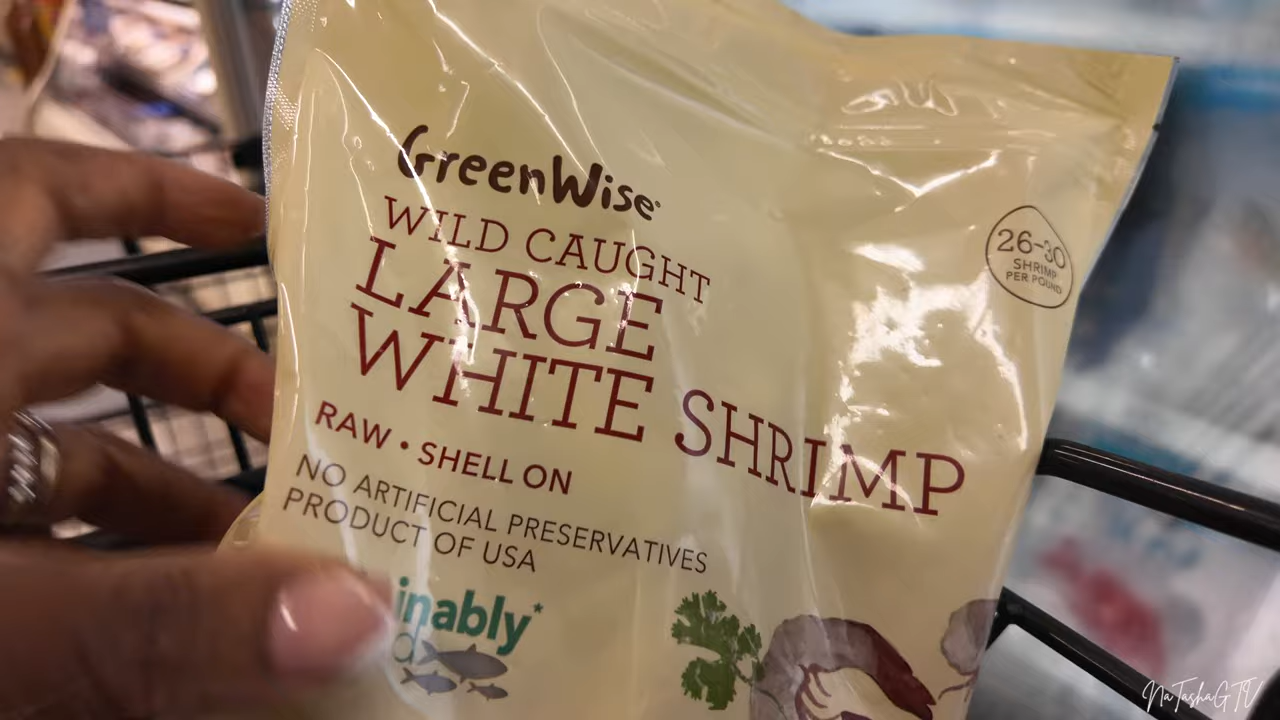 GreenWise
WILD CAUGHT
LARGE
WHITE SHRIMP
26-30
SHRIMP
PER POUND
RAW • SHELL ON
NO ARTIFICIAL PRESERVATIVES
PRODUCT OF USA
inably*
d
NaTashaGTV